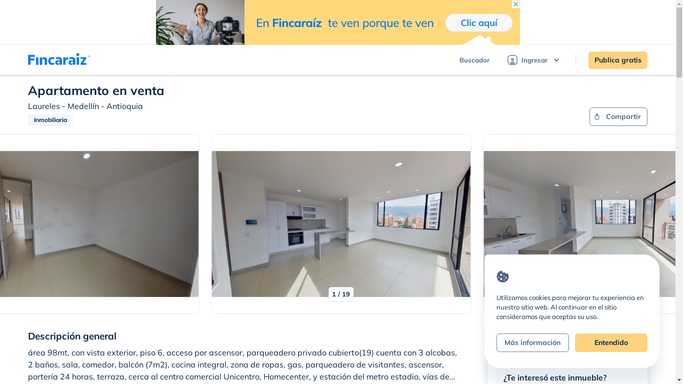 En Fincaraíz te ven porque te ven
Clic aquí
Fincaraiz
Buscador
Ingresar
Publica gratis
Apartamento en venta
Laureles - Medellín - Antioquia
Inmobiliaria
Compartir
1 / 19
Utilizamos cookies para mejorar tu experiencia en
nuestro sitio web. Al continuar en el sitio
consideramos que aceptas su uso.
Más información
Entendido
Descripción general
área 98mt, con vista exterior, piso 6, acceso por ascensor, parqueadero privado cubierto(19) cuenta con 3 alcobas,
2 baños, sala, comedor, balcón (7m2), cocina integral, zona de ropas, gas, parqueadero de visitantes, ascensor,
portería 24 horas, terraza, cerca al centro comercial Unicentro, Homecenter, y estación del metro estadio, vías de...
¿Te interesó este inmueble?